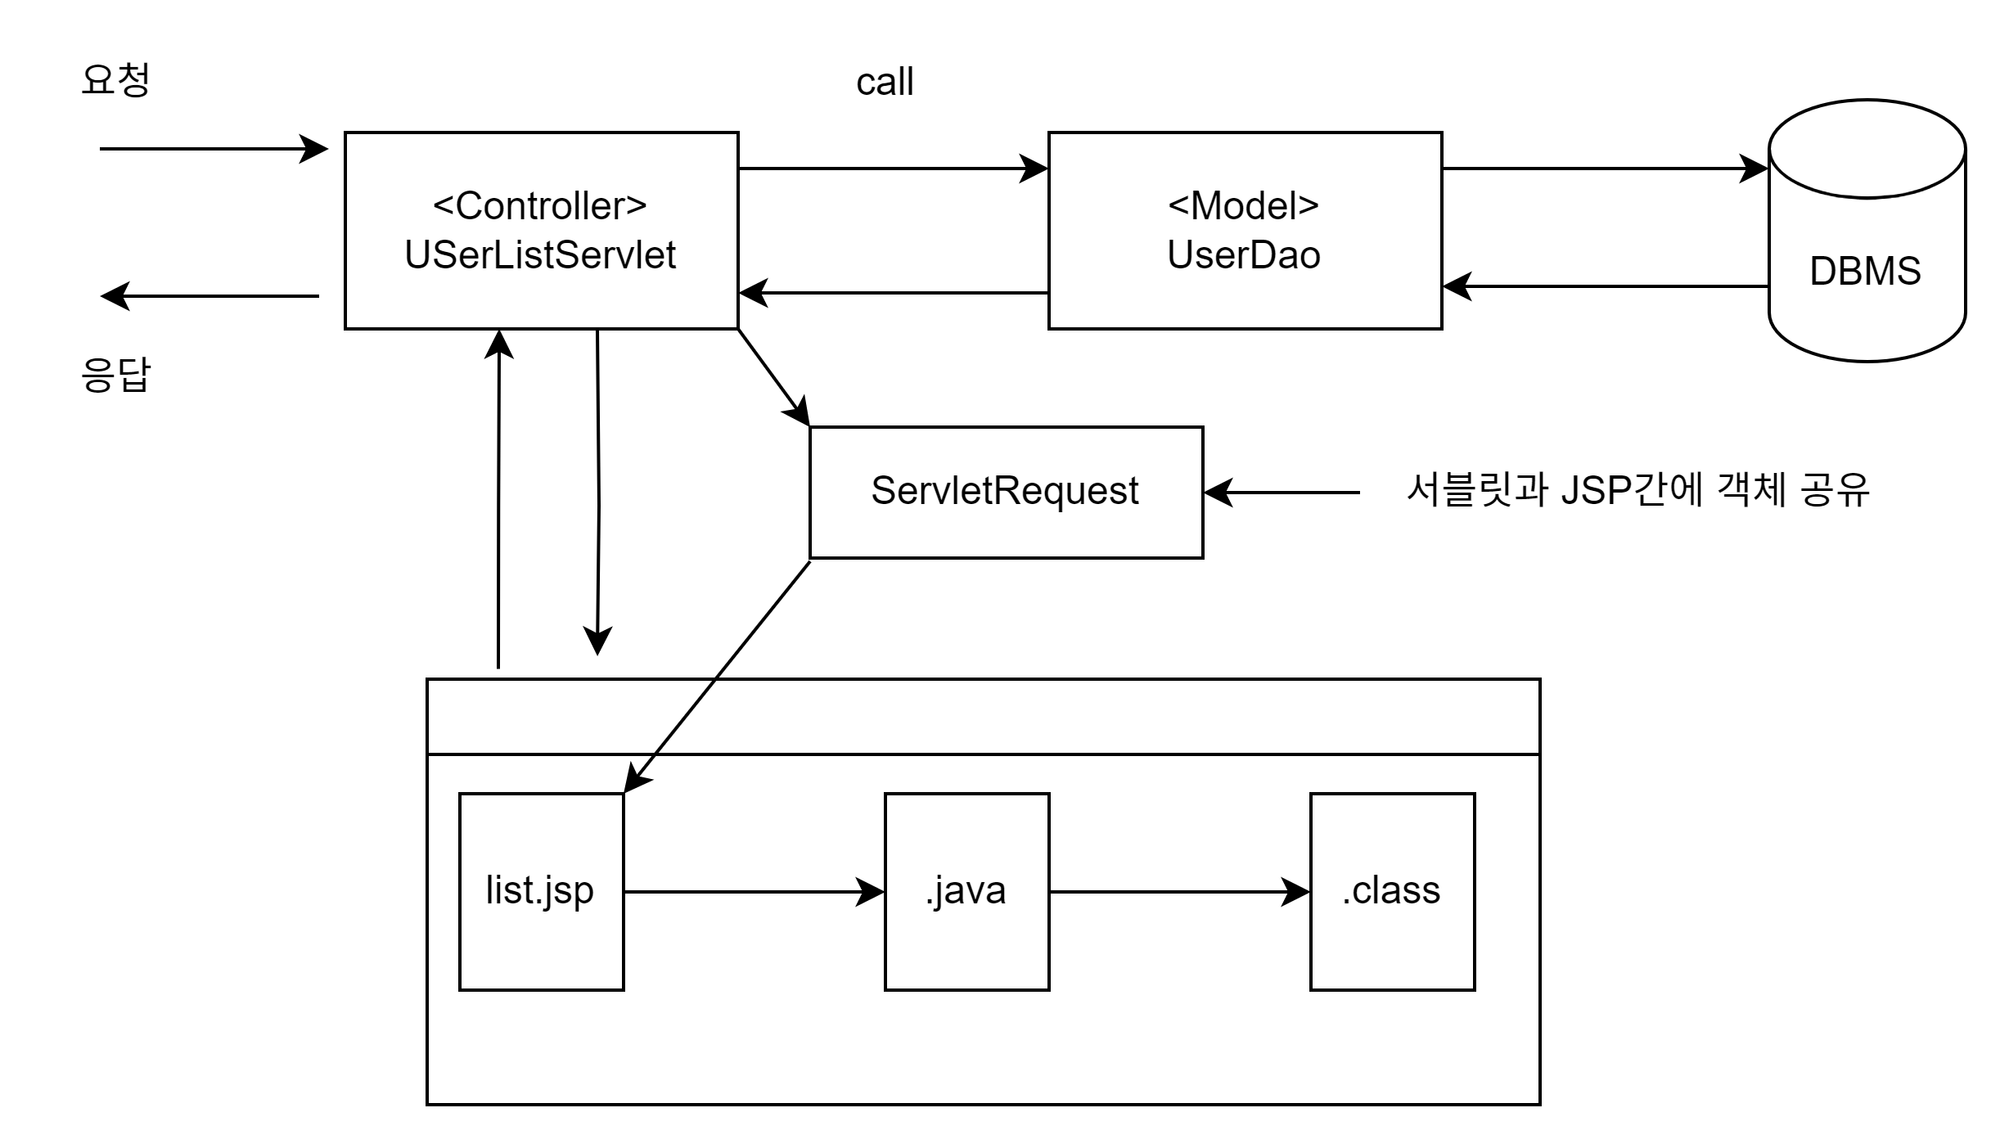 요청
call
<Controller>
USerListServlet
<Model>
UserDao
DBMS
응답
ServletRequest
서블릿과 JSP간에 객체 공유
list.jsp
.java
.class